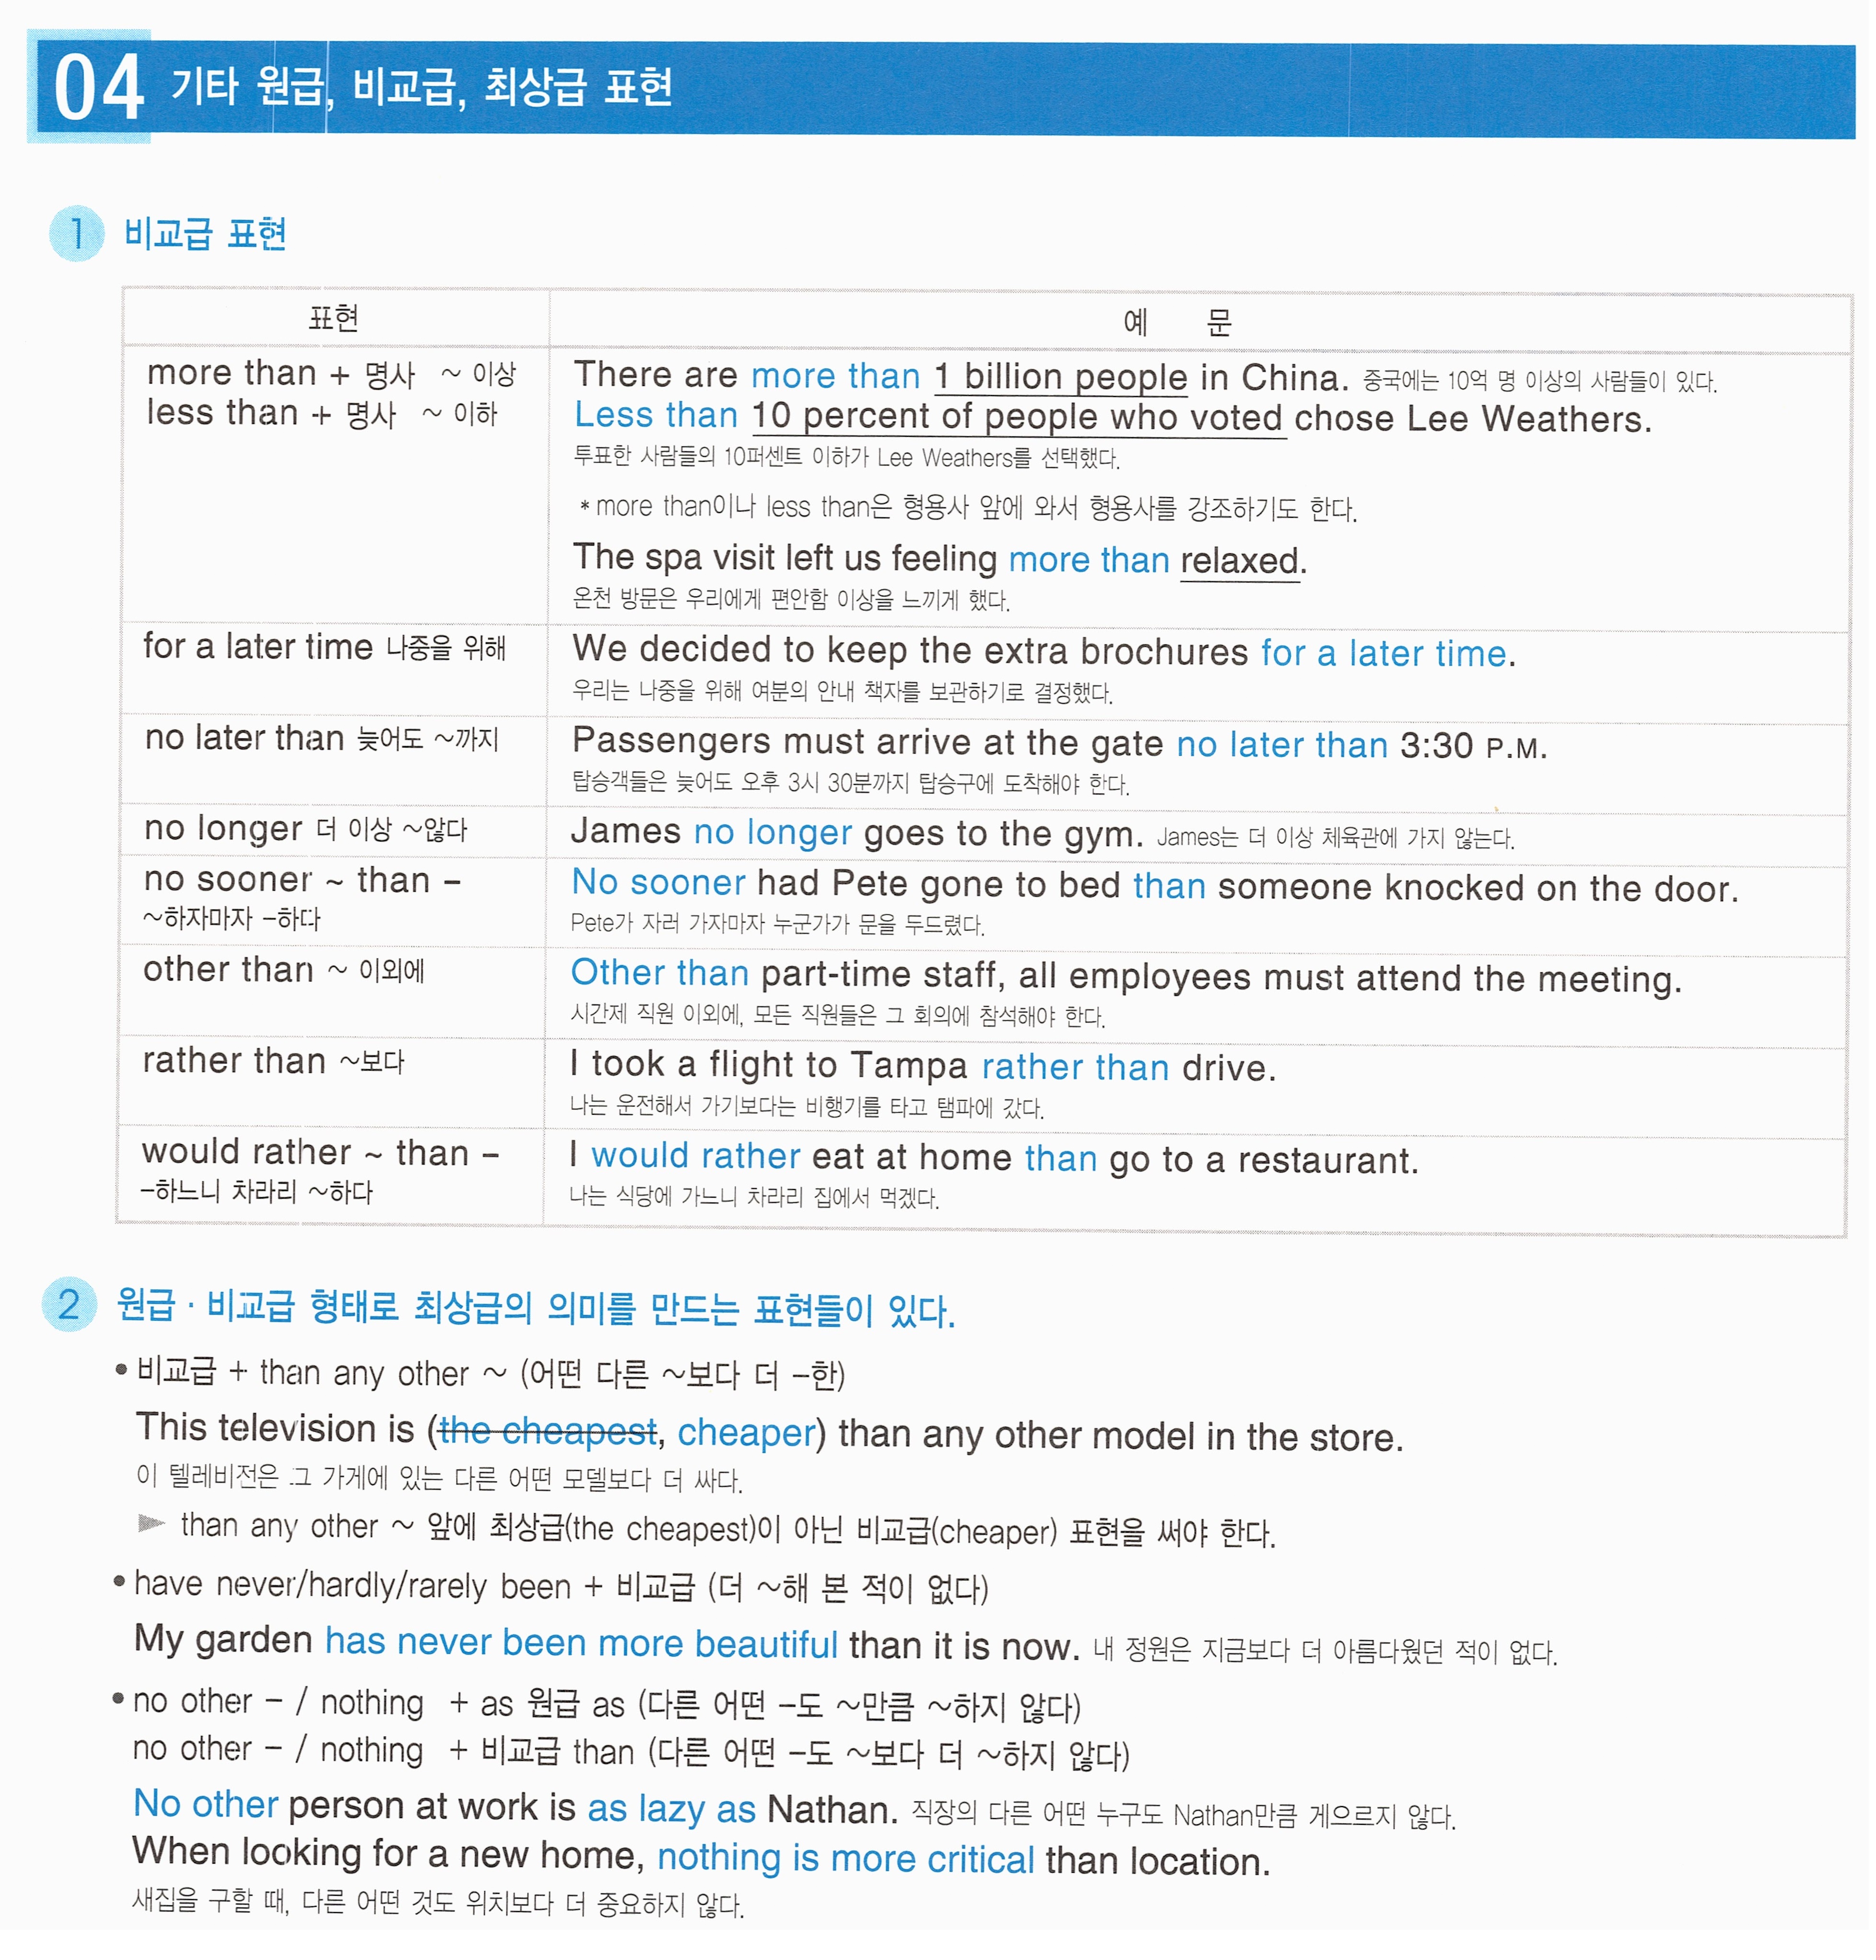 04 기타 원급, 비교급, 최상급 표현
1 비교급 표현
표현 예 문
more than + 명사 ~ 이상
less than + 명사 ~ 이하
There are more than 1 billion people in China. 중국에는 10억 명 이상의 사람들이 있다.
Less than 10 percent of people who voted chose Lee Weathers.
투표한 사람들의 10퍼센트 이하가 Lee Weathers를 선택했다.
* more than이나 less than은 형용사 앞에 와서 형용사를 강조하기도 한다.
The spa visit left us feeling more than relaxed.
온천 방문은 우리에게 편안함 이상을 느끼게 했다.
for a later time 나중을 위해
We decided to keep the extra brochures for a later time.
우리는 나중을 위해 여분의 안내 책자를 보관하기로 결정했다.
no later than 늦어도 ~까지
Passengers must arrive at the gate no later than 3:30 P.M.
탑승객들은 늦어도 오후 3시 30분까지 탑승구에 도착해야 한다.
no longer 더 이상 ~않다
James no longer goes to the gym. James는 더 이상 체육관에 가지 않는다.
no sooner ~ than –
~하자마자 –하다
No sooner had Pete gone to bed than someone knocked on the door.
Pete가 자러 가자마자 누군가가 문을 두드렸다.
other than ~ 이외에
Other than part-time staff, all employees must attend the meeting.
시간제 직원 이외에, 모든 직원들은 그 회의에 참석해야 한다.
rather than ~보다
I took a flight to Tampa rather than drive.
나는 운전해서 가기보다는 비행기를 타고 탬파에 갔다.
would rather ~ than –
–하느니 차라리 ~하다
I would rather eat at home than go to a restaurant.
나는 식당에 가느니 차라리 집에서 먹겠다.
2 원급 · 비교급 형태로 최상급의 의미를 만드는 표현들이 있다.
• 비교급 + than any other ~ (어떤 다른 ~보다 더 –한)
This television is (the cheapest, cheaper) than any other model in the store.
이 텔레비전은 그 가게에 있는 다른 어떤 모델보다 더 싸다.
► than any other ~ 앞에 최상급(the cheapest)이 아닌 비교급(cheaper) 표현을 써야 한다.
• have never/hardly/rarely been + 비교급 (더 ~해 본 적이 없다)
My garden has never been more beautiful than it is now. 내 정원은 지금보다 더 아름다웠던 적이 없다.
• no other – / nothing + as 원급 as (다른 어떤 –도 ~만큼 ~하지 않다)
no other – / nothing + 비교급 than (다른 어떤 –도 ~보다 더 ~하지 않다)
No other person at work is as lazy as Nathan. 직장의 다른 어떤 누구도 Nathan만큼 게으르지 않다.
When looking for a new home, nothing is more critical than location.
새집을 구할 때, 다른 어떤 것도 위치보다 더 중요하지 않다.